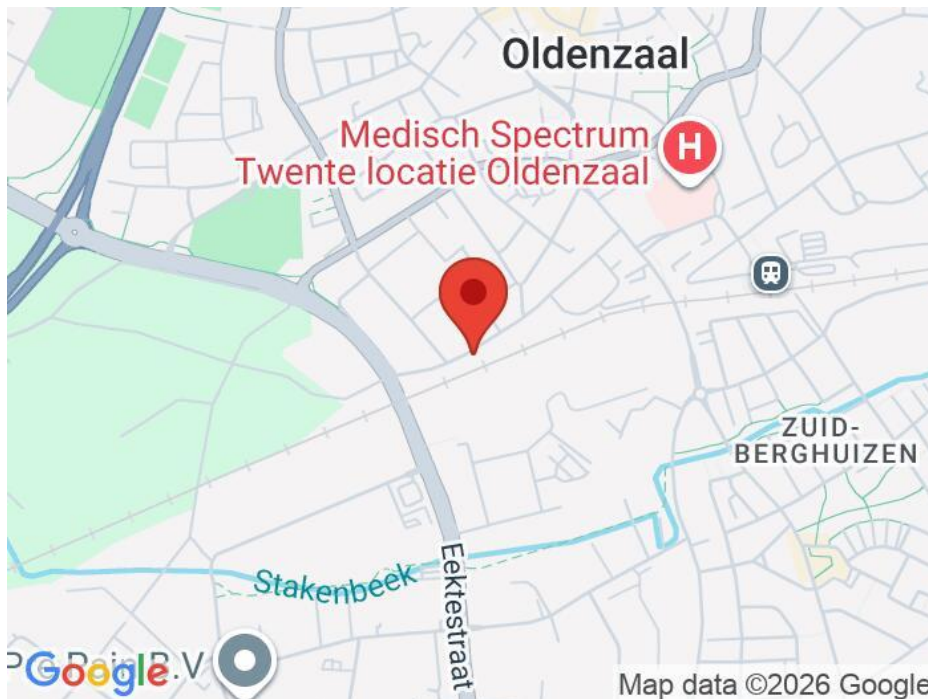 Oldenzaal
Medisch Spectrum
Twente locatie Oldenzaal
H
ZUID-
BERGHUIZEN
Stakenbeek
Eektestraat
B.V
Google
Map data ©2026 Google